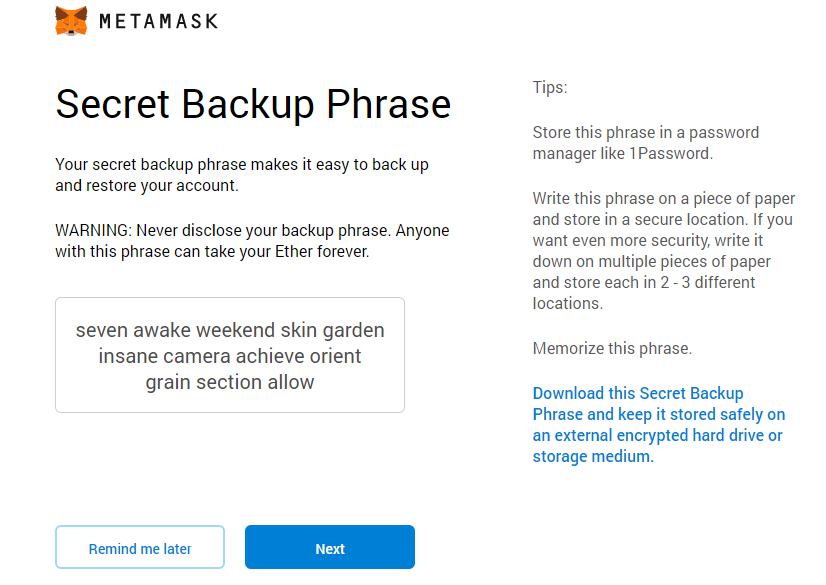 METAMASK
Secret Backup Phrase
Your secret backup phrase makes it easy to back up
and restore your account.
WARNING: Never disclose your backup phrase. Anyone
with this phrase can take your Ether forever.
seven awake weekend skin garden
insane camera achieve orient
grain section allow
Remind me later
Next
Tips:
Store this phrase in a password
manager like 1Password.
Write this phrase on a piece of paper
and store in a secure location. If you
want even more security, write it
down on multiple pieces of paper
and store each in 2 - 3 different
locations.
Memorize this phrase.
Download this Secret Backup
Phrase and keep it stored safely on
an external encrypted hard drive or
storage medium.